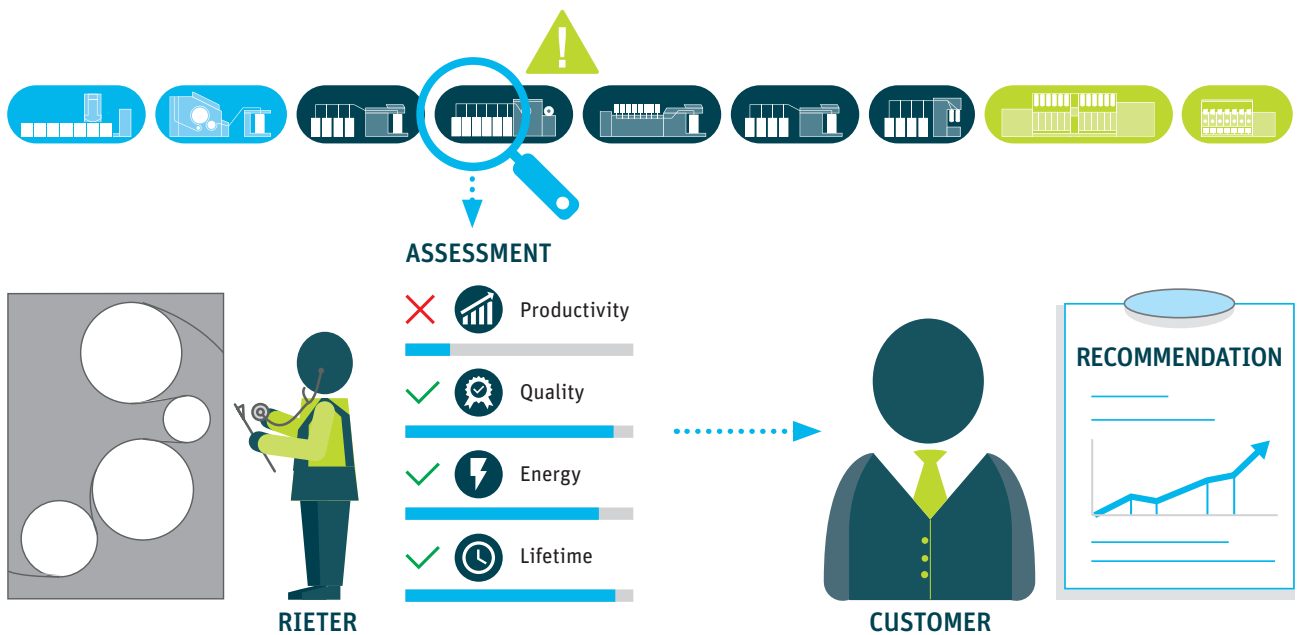 !
ASSESSMENT
Productivity
Quality
Energy
Lifetime
RIETER
CUSTOMER
RECOMMENDATION